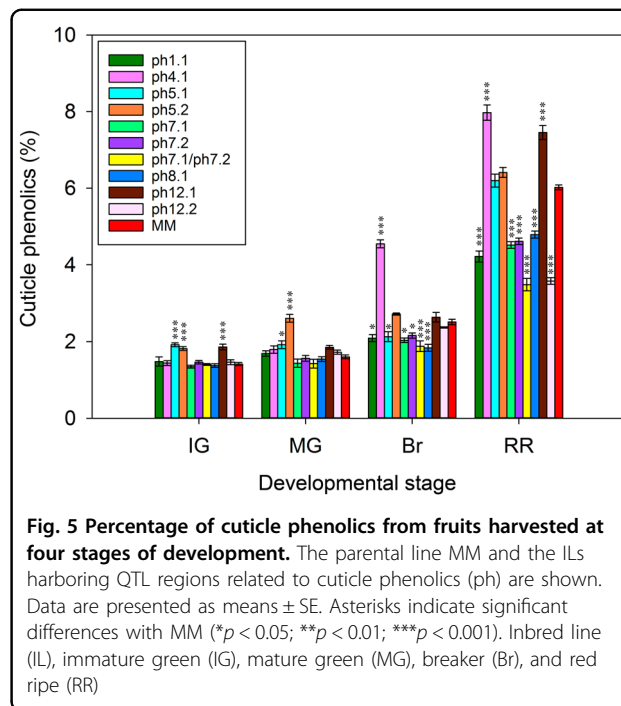 10
8
6
4
2
0
Cuticle phenolics (%)
ph1.1
ph4.1
ph5.1
ph5.2
ph7.1
ph7.2
ph7.1/ph7.2
ph8.1
ph12.1
ph12.2
MM
***
***
***
*
***
*
***
*
*
*
***
***
***
***
***
***
***
***
***
***
IG
MG
Br
RR
Developmental stage
Fig. 5 Percentage of cuticle phenolics from fruits harvested at
four stages of development. The parental line MM and the ILs
harboring QTL regions related to cuticle phenolics (ph) are shown.
Data are presented as means ± SE. Asterisks indicate significant
differences with MM (*p < 0.05; **p < 0.01; ***p < 0.001). Inbred line
(IL), immature green (IG), mature green (MG), breaker (Br), and red
ripe (RR)